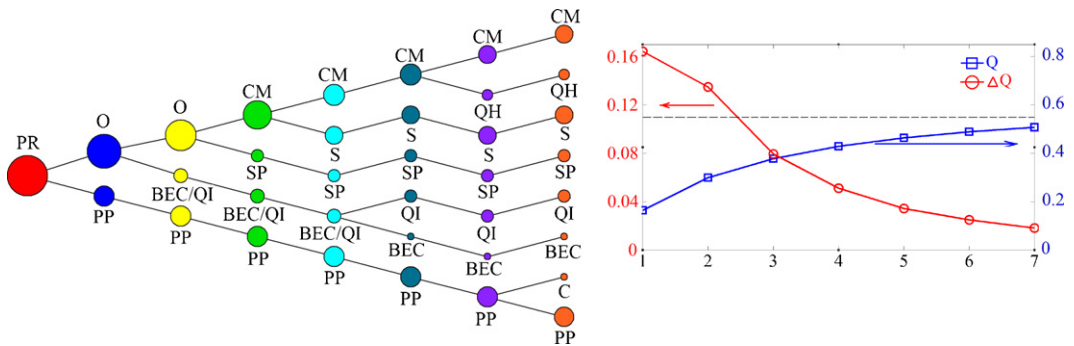 PR
O
PP
O
BEC/QI
PP
CM
SP
BEC/QI
PP
CM
S
SP
BEC/QI
PP
CM
S
SP
QI
BEC
PP
CM
QH
S
SP
QI
BEC
PP
CM
QH
S
SP
QI
BEC
C
PP
0.16
0.12
0.08
0.04
0
Q
ΔQ
0.8
0.6
0.4
0.2
0
1 2 3 4 5 6 7